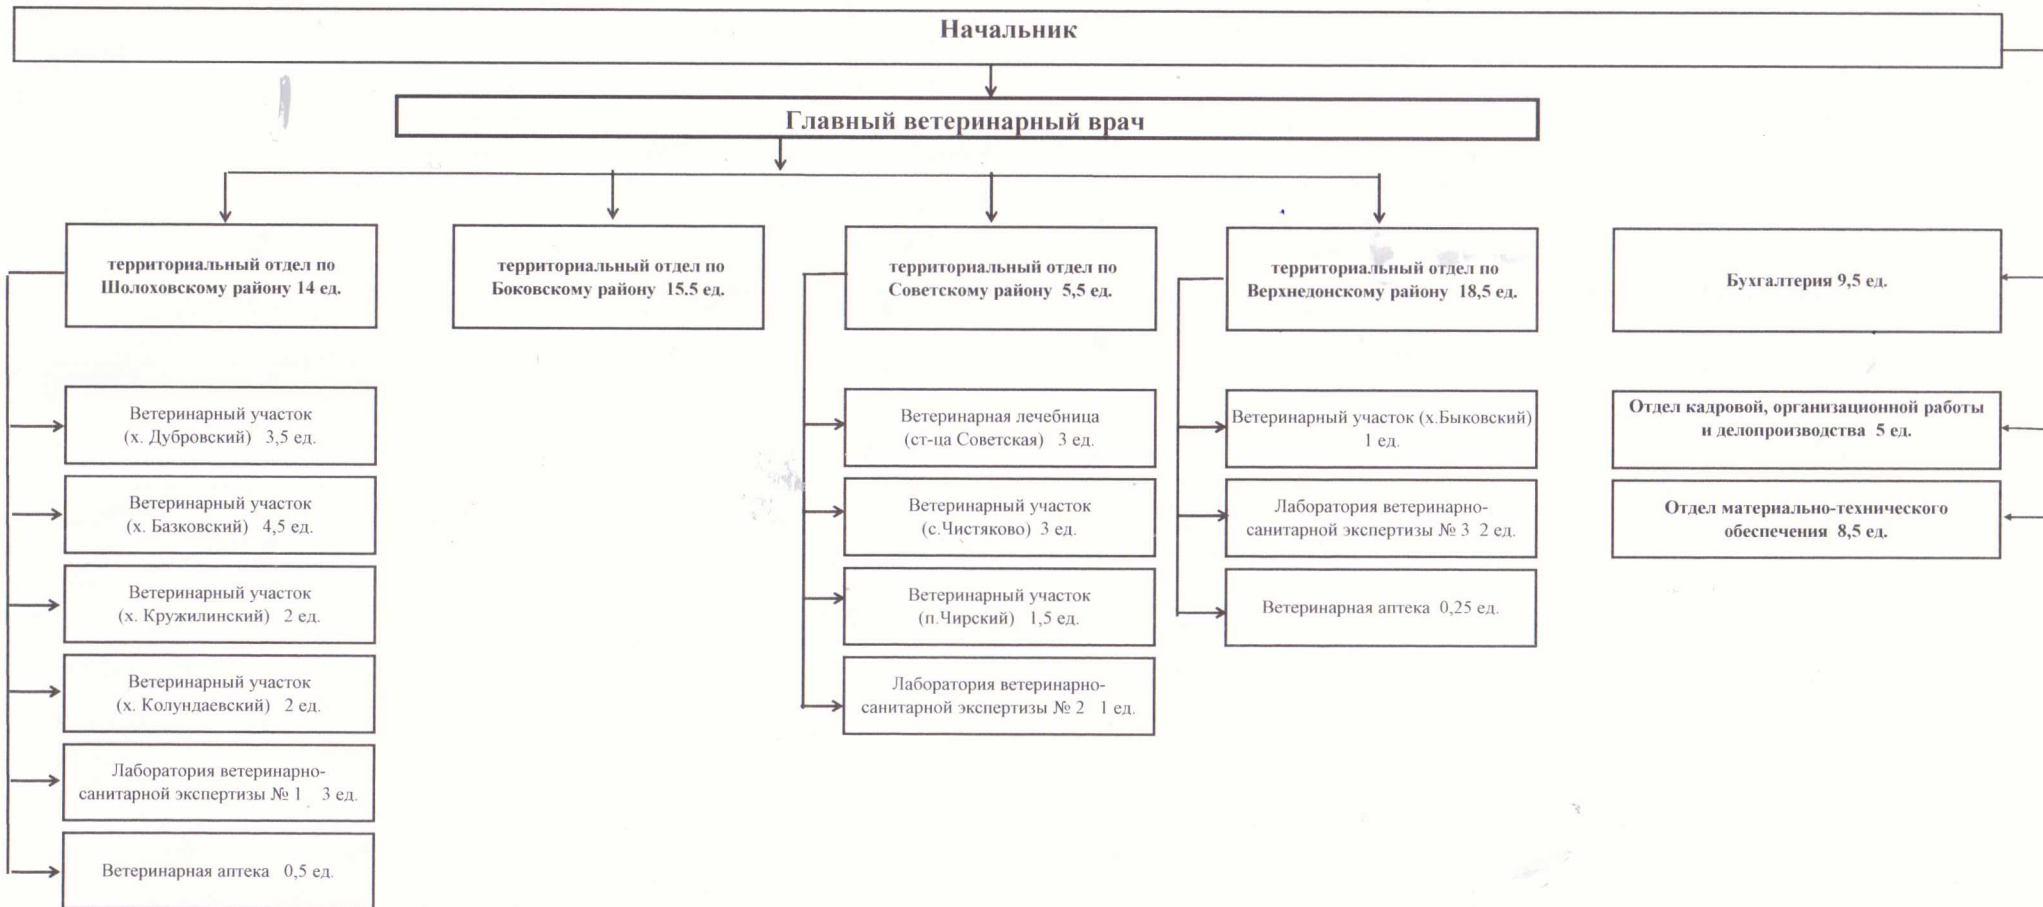 Начальник
Главный ветеринарный врач
территориальный отдел по
Шолоховскому району 14 ед.
территориальный отдел по
Боковскому району 15.5 ед.
территориальный отдел по
Советскому району 5,5 ед.
территориальный отдел по
Верхнедонскому району 18,5 ед.
Бухгалтерия 9,5 ед.
Ветеринарный участок
(х. Дубровский) 3,5 ед.
Ветеринарная лечебница
(ст-ца Советская) 3 ед.
Ветеринарный участок (х.Быковский)
1 ед.
Отдел кадровой, организационной работы
и делопроизводства 5 ед.
Ветеринарный участок
(х. Базковский) 4,5 ед.
Ветеринарный участок
(с.Чистяково) 3 ед.
Лаборатория ветеринарно-
санитарной экспертизы № 3 2 ед.
Отдел материально-технического
обеспечения 8,5 ед.
Ветеринарный участок
(х. Кружилинский) 2 ед.
Ветеринарный участок
(п.Чирский) 1,5 ед.
Ветеринарная аптека 0,25 ед.
Ветеринарный участок
(х. Колундаевский) 2 ед.
Лаборатория ветеринарно-
санитарной экспертизы № 2 1 ед.
Лаборатория ветеринарно-
санитарной экспертизы № 1 3 ед.
Ветеринарная аптека 0,5 ед.